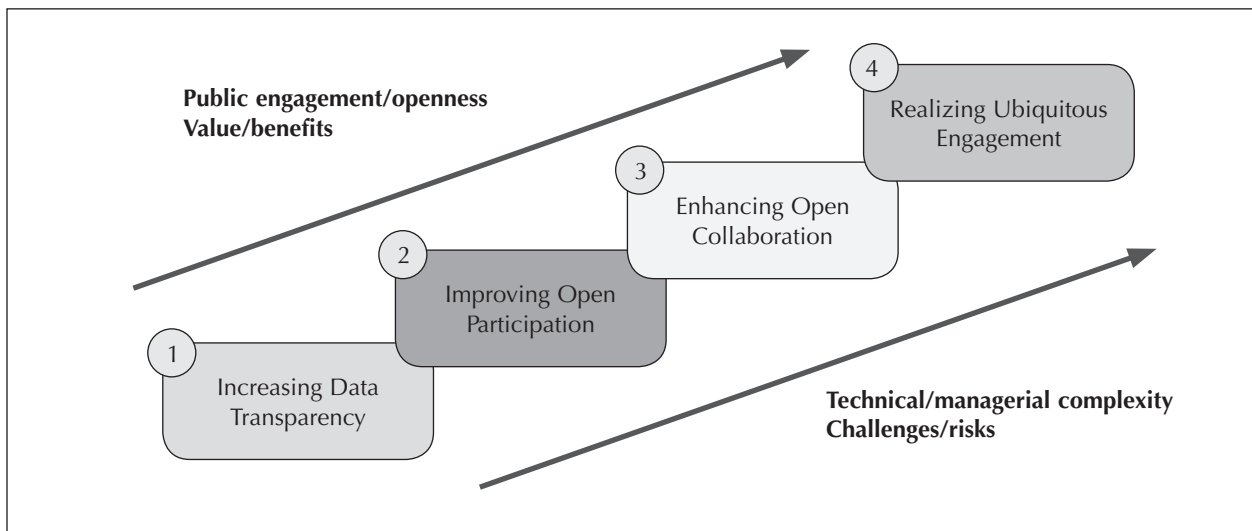 Public engagement/openness
Value/benefits
4
Realizing Ubiquitous
Engagement
3
Enhancing Open
Collaboration
2
Improving Open
Participation
1
Increasing Data
Transparency
Technical/managerial complexity
Challenges/risks